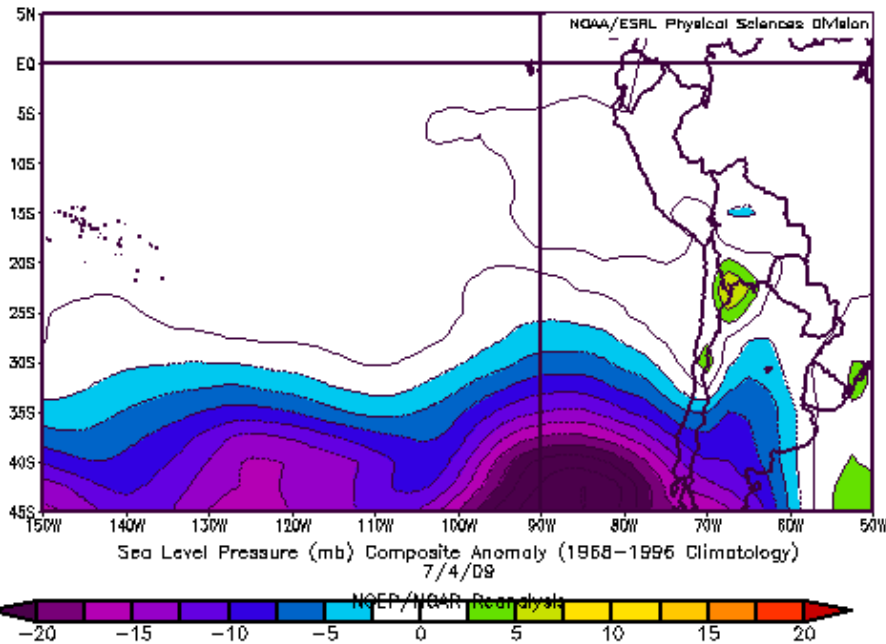 5N
NOAA/ESRL Physical Sciences Division
EQ
5S
10S
15S
20S
25S
30S
35S
40S
45S
150W 140W 130W 120W 110W 100W 90W 80W 70W 60W 50W
Sea Level Pressure (mb) Composite Anomaly (1968-1996 Climatology)
7/4/09
NCEP/NCAR Reanalysis
-20 -15 -10 -5 0 5 10 15 20